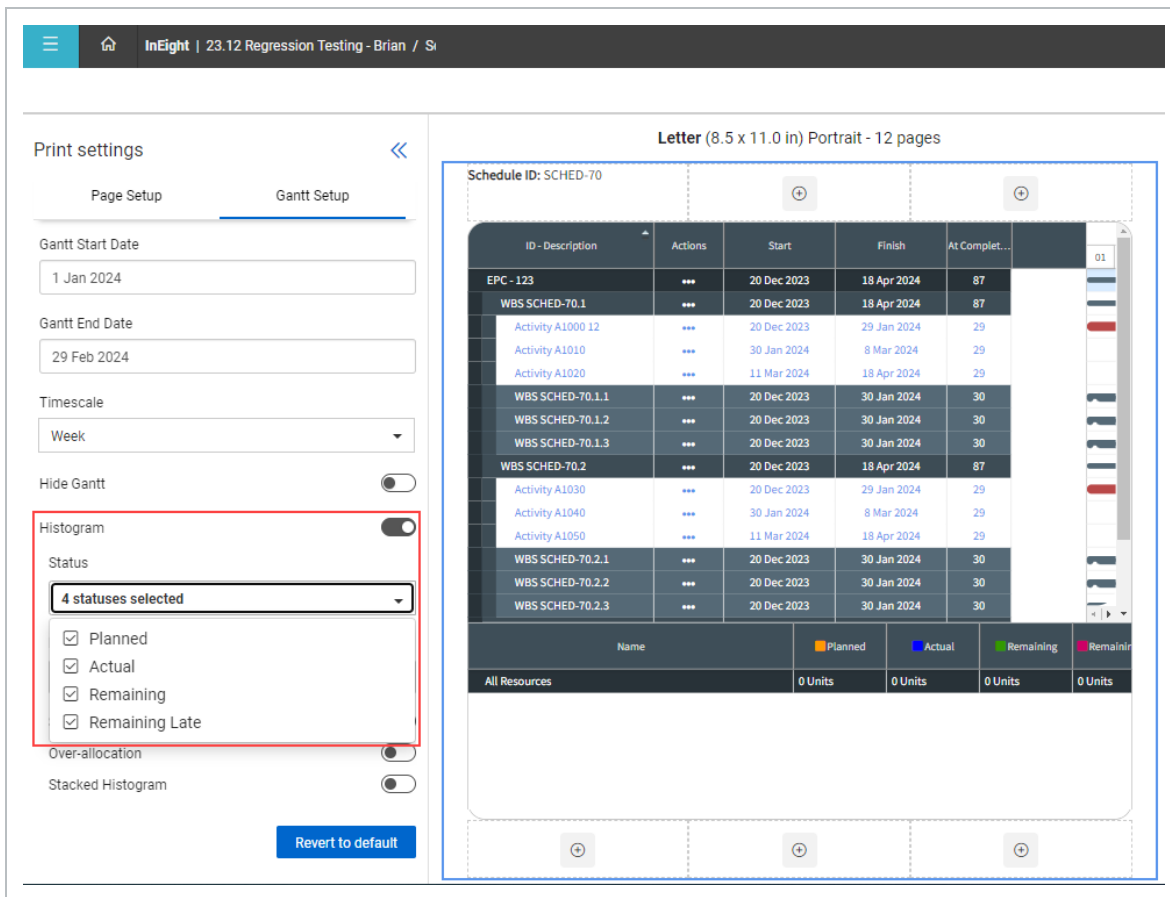 InEight | 23.12 Regression Testing - Brian /
Print settings
Page Setup Gantt Setup
Gantt Start Date
1 Jan 2024
Gantt End Date
29 Feb 2024
Timescale
Week
Hide Gantt
Histogram
Status
4 statuses selected
Planned
Actual
Remaining
Remaining Late
Over-allocation
Stacked Histogram
Revert to default
Letter (8.5 x 11.0 in) Portrait - 12 pages
Schedule ID: SCHED-70
ID - Description Actions Start Finish At Complet... 01
EPC - 123 ••• 20 Dec 2023 18 Apr 2024 87
WBS SCHED-70.1 ••• 20 Dec 2023 18 Apr 2024 87
Activity A1000 12 ••• 20 Dec 2023 29 Jan 2024 29
Activity A1010 ••• 30 Jan 2024 8 Mar 2024 29
Activity A1020 ••• 11 Mar 2024 18 Apr 2024 29
WBS SCHED-70.1.1 ••• 20 Dec 2023 30 Jan 2024 30
WBS SCHED-70.1.2 ••• 20 Dec 2023 30 Jan 2024 30
WBS SCHED-70.1.3 ••• 20 Dec 2023 30 Jan 2024 30
WBS SCHED-70.2 ••• 20 Dec 2023 18 Apr 2024 87
Activity A1030 ••• 20 Dec 2023 29 Jan 2024 29
Activity A1040 ••• 30 Jan 2024 8 Mar 2024 29
Activity A1050 ••• 11 Mar 2024 18 Apr 2024 29
WBS SCHED-70.2.1 ••• 20 Dec 2023 30 Jan 2024 30
WBS SCHED-70.2.2 ••• 20 Dec 2023 30 Jan 2024 30
WBS SCHED-70.2.3 ••• 20 Dec 2023 30 Jan 2024 30
Name Planned Actual Remaining Remainin
All Resources 0 Units 0 Units 0 Units 0 Units